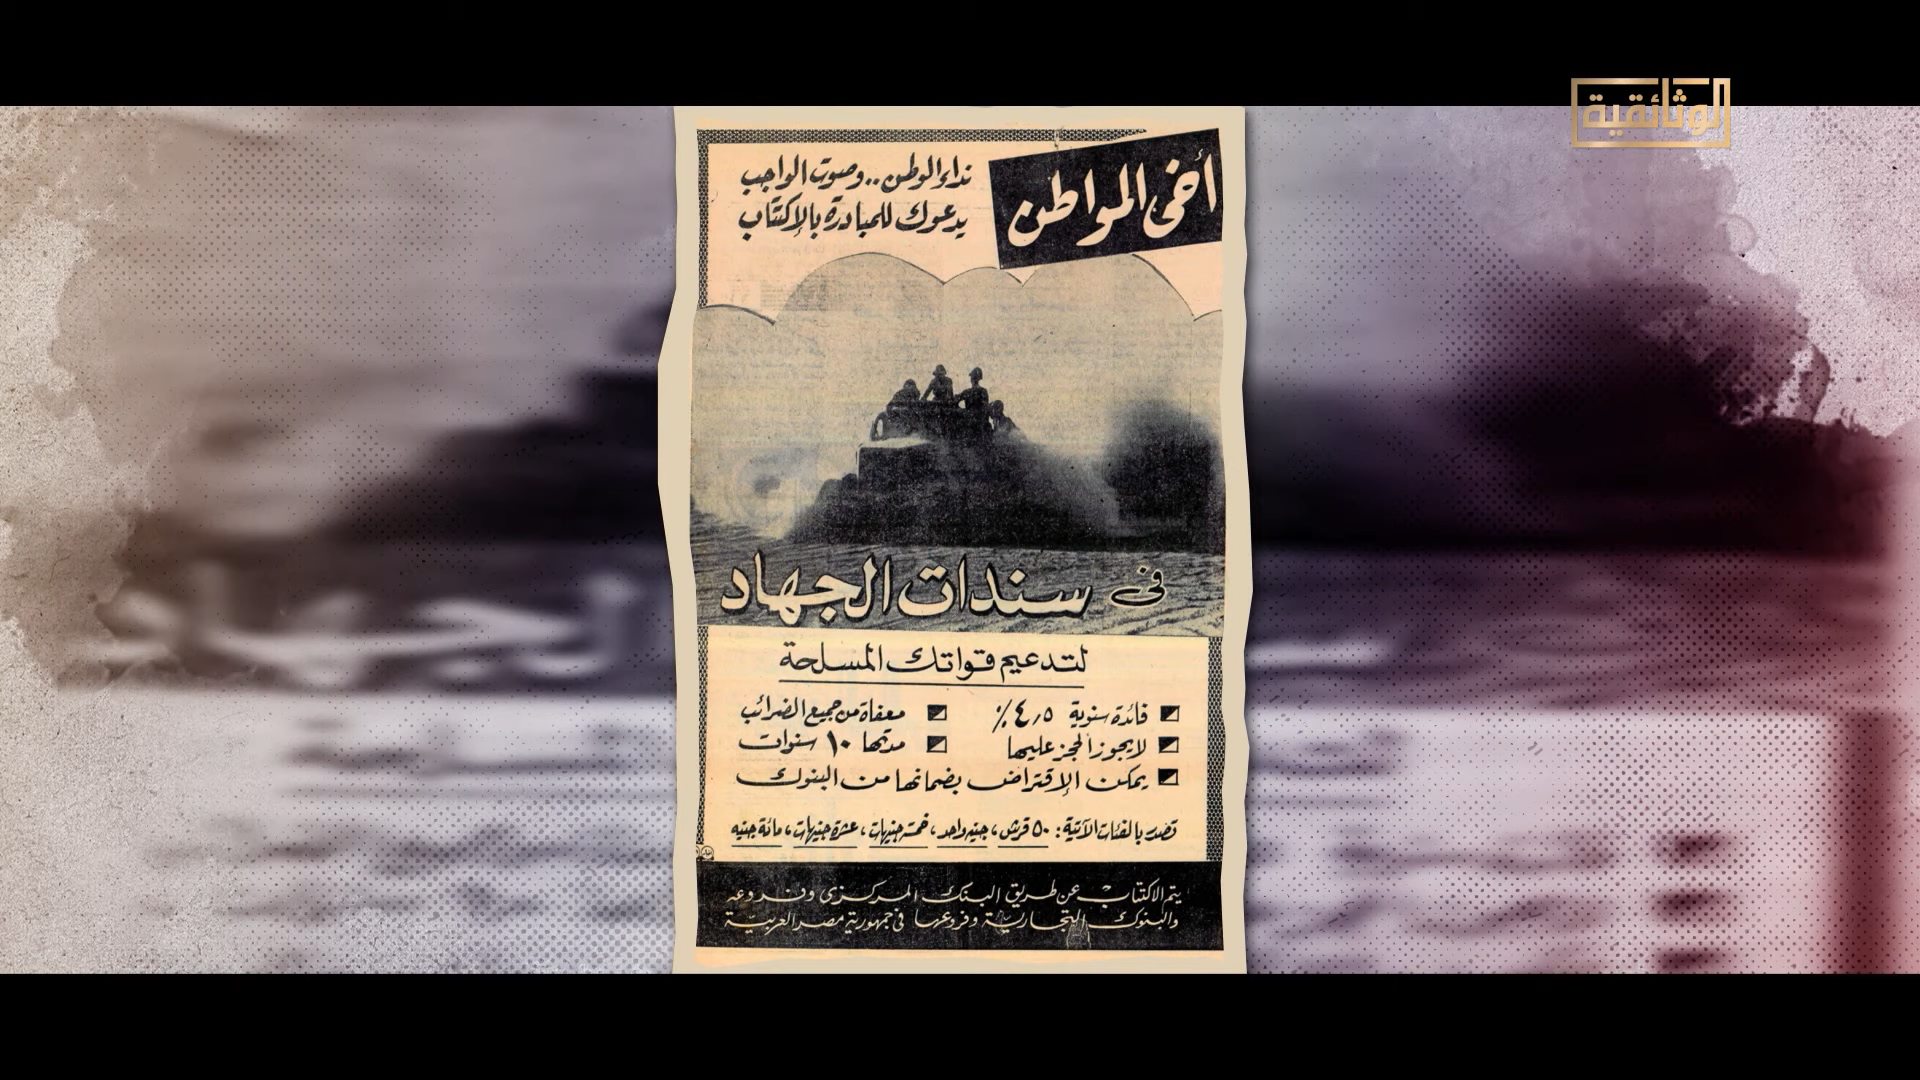 الوثائقية
أخى المواطن
نداء الوطن.. وصوت الواجب
يدعوك للمبادرة بالإكتتاب
فى سندات الجهاد
لتدعيم قواتك المسلحة
فائدة سنوية ٤٫٥٪
معفاة من جميع الضرائب
لا يجوز الحجز عليها
مدتها ١٠ سنوات
يمكن الإقتراض بضمانها من البنوك
تصدر بالفئات الآتية: ٥٠ قرش، جنيه واحد، خمسة جنيهات، عشرة جنيهات، مائة جنيه
يتم الاكتتاب عن طريق البنك المركزى وفروعه
والبنوك التجارية وفروعها فى جمهورية مصر العربية